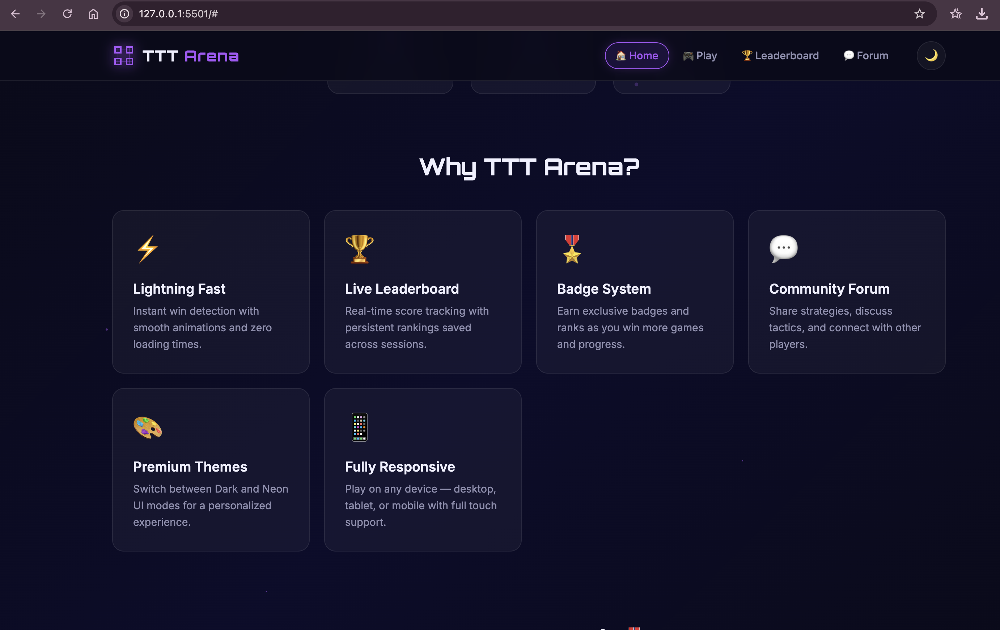 127.0.0.1:5501/#
TTT Arena
🏠 Home
🎮 Play
🏆 Leaderboard
💬 Forum
Why TTT Arena?
Lightning Fast
Instant win detection with
smooth animations and zero
loading times.
Live Leaderboard
Real-time score tracking with
persistent rankings saved
across sessions.
Badge System
Earn exclusive badges and
ranks as you win more games
and progress.
Community Forum
Share strategies, discuss
tactics, and connect with other
players.
Premium Themes
Switch between Dark and Neon
UI modes for a personalized
experience.
Fully Responsive
Play on any device — desktop,
tablet, or mobile with full touch
support.